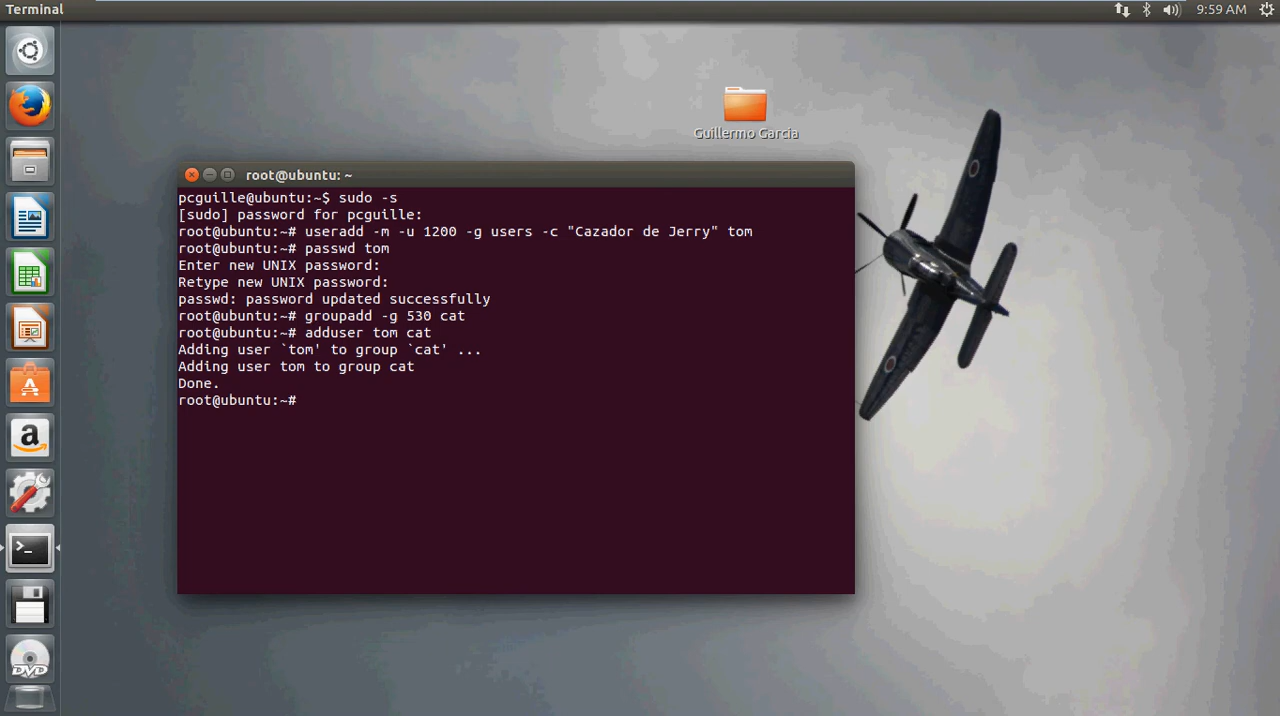 Terminal
9:59 AM
Guillermo Garcia
root@ubuntu: ~
pcguille@ubuntu:~$ sudo -s
[sudo] password for pcguille:
root@ubuntu:~# useradd -m -u 1200 -g users -c "Cazador de Jerry" tom
root@ubuntu:~# passwd tom
Enter new UNIX password:
Retype new UNIX password:
passwd: password updated successfully
root@ubuntu:~# groupadd -g 530 cat
root@ubuntu:~# adduser tom cat
Adding user `tom' to group `cat' ...
Adding user tom to group cat
Done.
root@ubuntu:~#
DVD